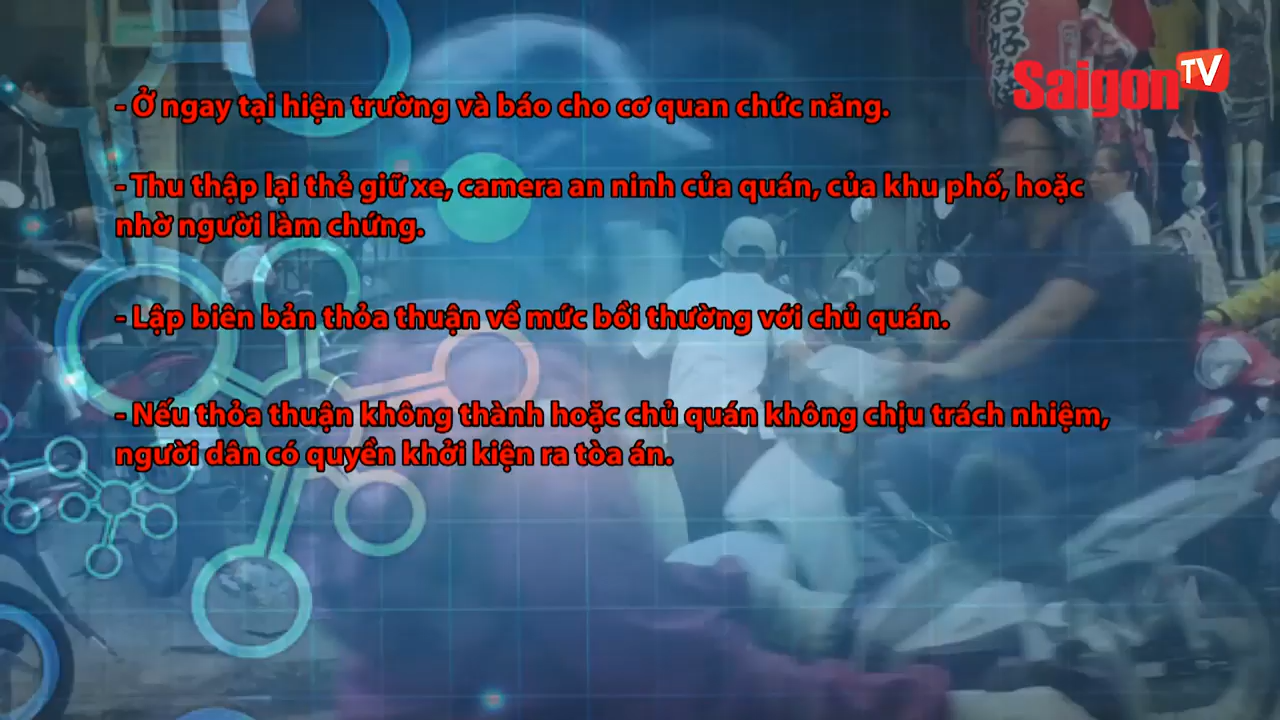 お好み
Saigon TV
- Ở ngay tại hiện trường và báo cho cơ quan chức năng.
- Thu thập lại thẻ giữ xe, camera an ninh của quán, của khu phố, hoặc
nhờ người làm chứng.
- Lập biên bản thỏa thuận về mức bồi thường với chủ quán.
- Nếu thỏa thuận không thành hoặc chủ quán không chịu trách nhiệm,
người dân có quyền khởi kiện ra tòa án.